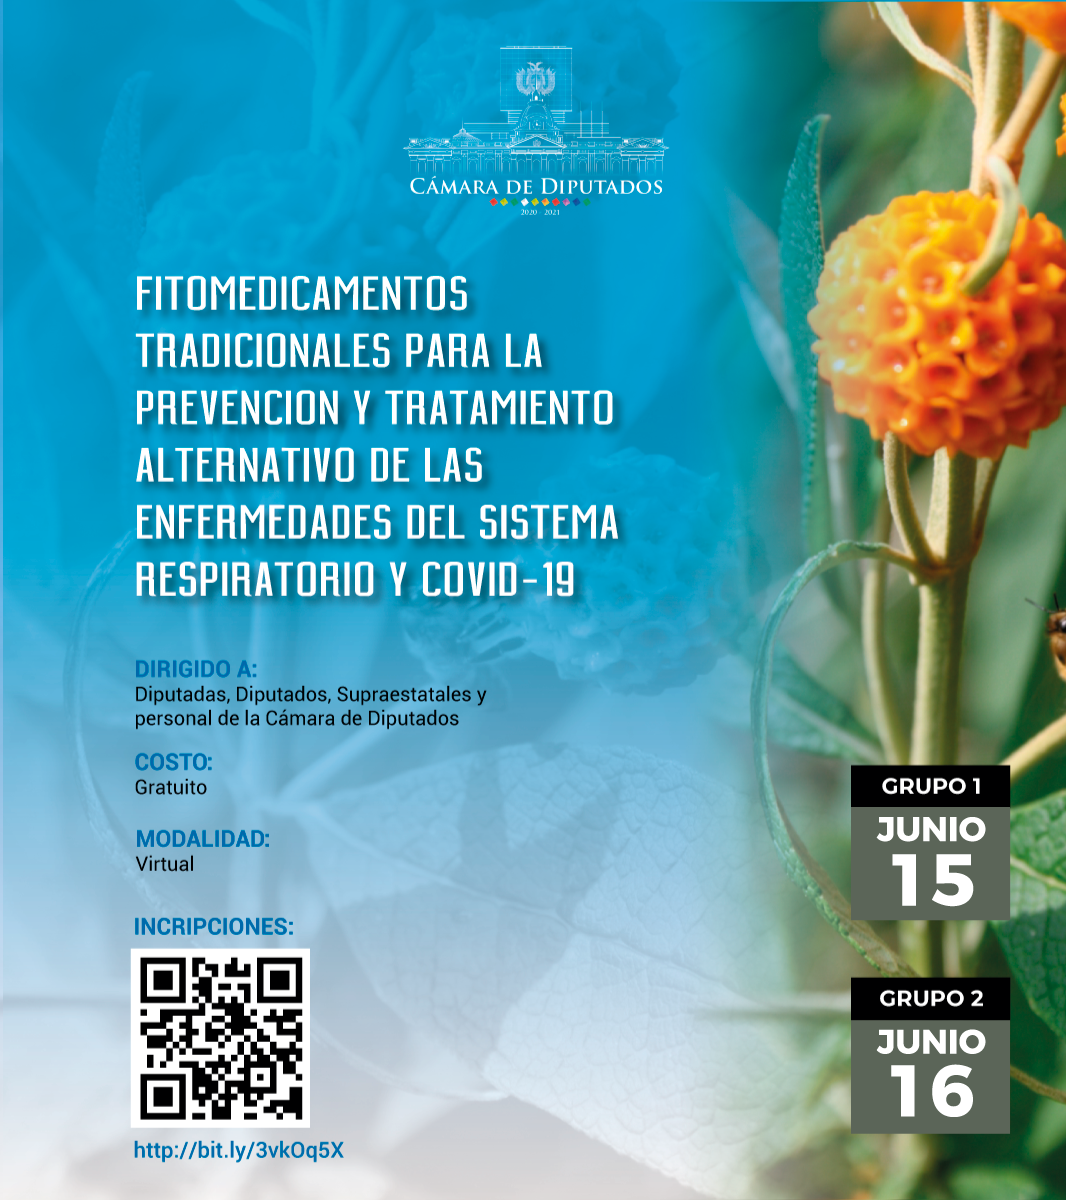 CÁMARA DE DIPUTADOS
2020 2021
FITOMEDICAMENTOS
TRADICIONALES PARA LA
PREVENCION Y TRATAMIENTO
ALTERNATIVO DE LAS
ENFERMEDADES DEL SISTEMA
RESPIRATORIO Y COVID-19
DIRIGIDO A:
Diputadas, Diputados, Supraestatales y
personal de la Cámara de Diputados
COSTO:
Gratuito
MODALIDAD:
Virtual
INCRIPCIONES:
http://bit.ly/3vkOq5X
GRUPO 1
JUNIO
15
GRUPO 2
JUNIO
16